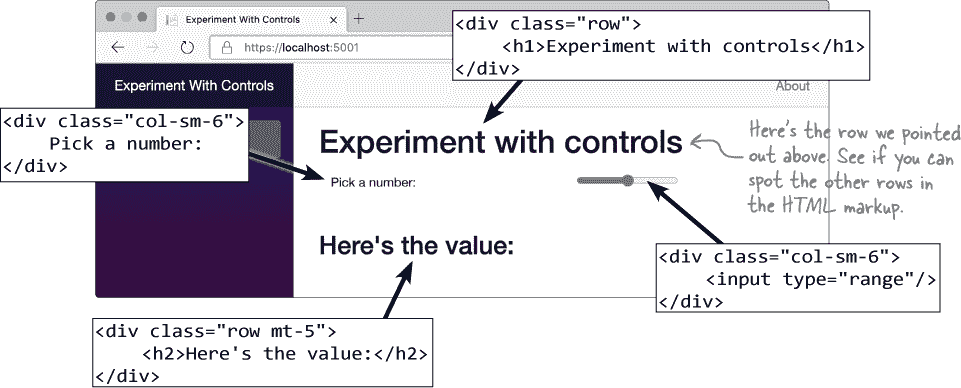 Experiment With Controls
https://localhost:5001
<div class="row">
<h1>Experiment with controls</h1>
</div>
Experiment With Controls
About
<div class="col-sm-6">
Pick a number:
</div>
Experiment with controls
Here's the row we pointed
out above. See if you can
spot the other rows in
the HTML markup.
Pick a number:
Here's the value:
<div class="col-sm-6">
<input type="range"/>
</div>
<div class="row mt-5">
<h2>Here's the value:</h2>
</div>